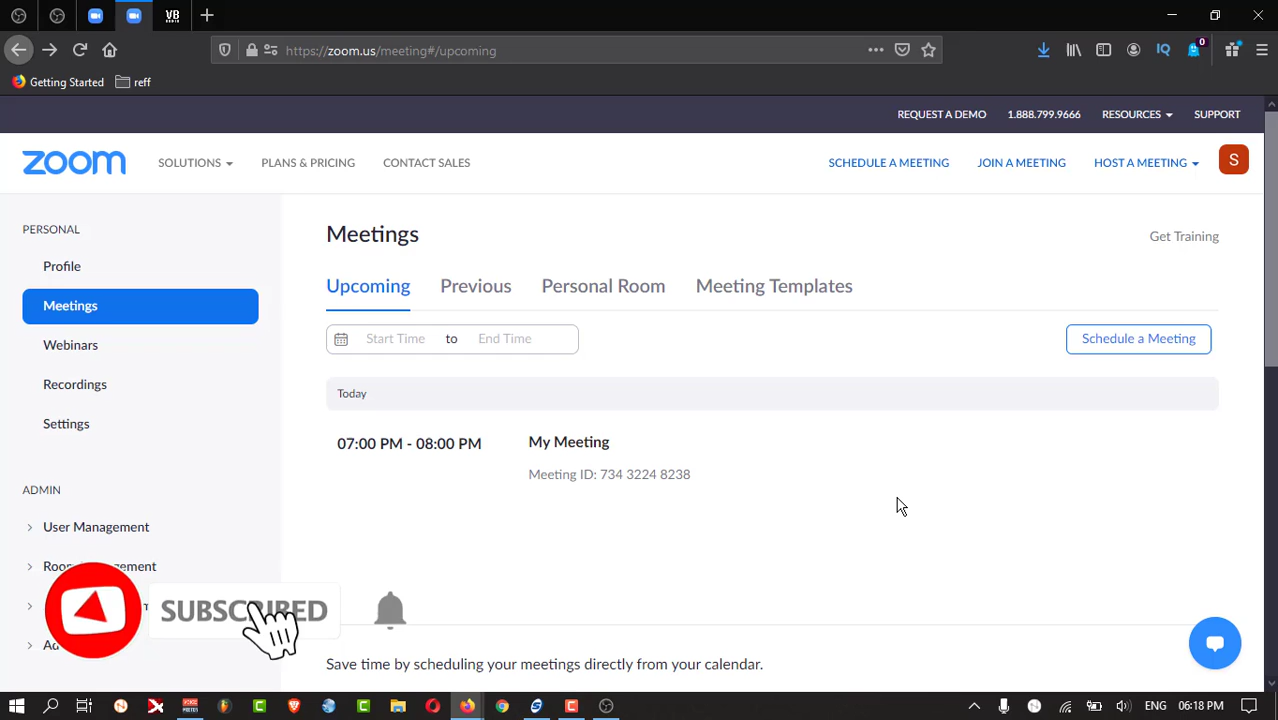 VB
AUDIO
https://zoom.us/meeting#/upcoming
0
Getting Started
reff
REQUEST A DEMO 1.888.799.9666 RESOURCES SUPPORT
zoom SOLUTIONS PLANS & PRICING CONTACT SALES SCHEDULE A MEETING JOIN A MEETING HOST A MEETING S
PERSONAL
Profile
Meetings
Webinars
Recordings
Settings
ADMIN
User Management
Meetings
Get Training
Upcoming Previous Personal Room Meeting Templates
Start Time to End Time
Schedule a Meeting
Today
07:00 PM - 08:00 PM My Meeting
Meeting ID: 734 3224 8238
SUBSCRIBED
Save time by scheduling your meetings directly from your calendar.
ENG 06:18 PM